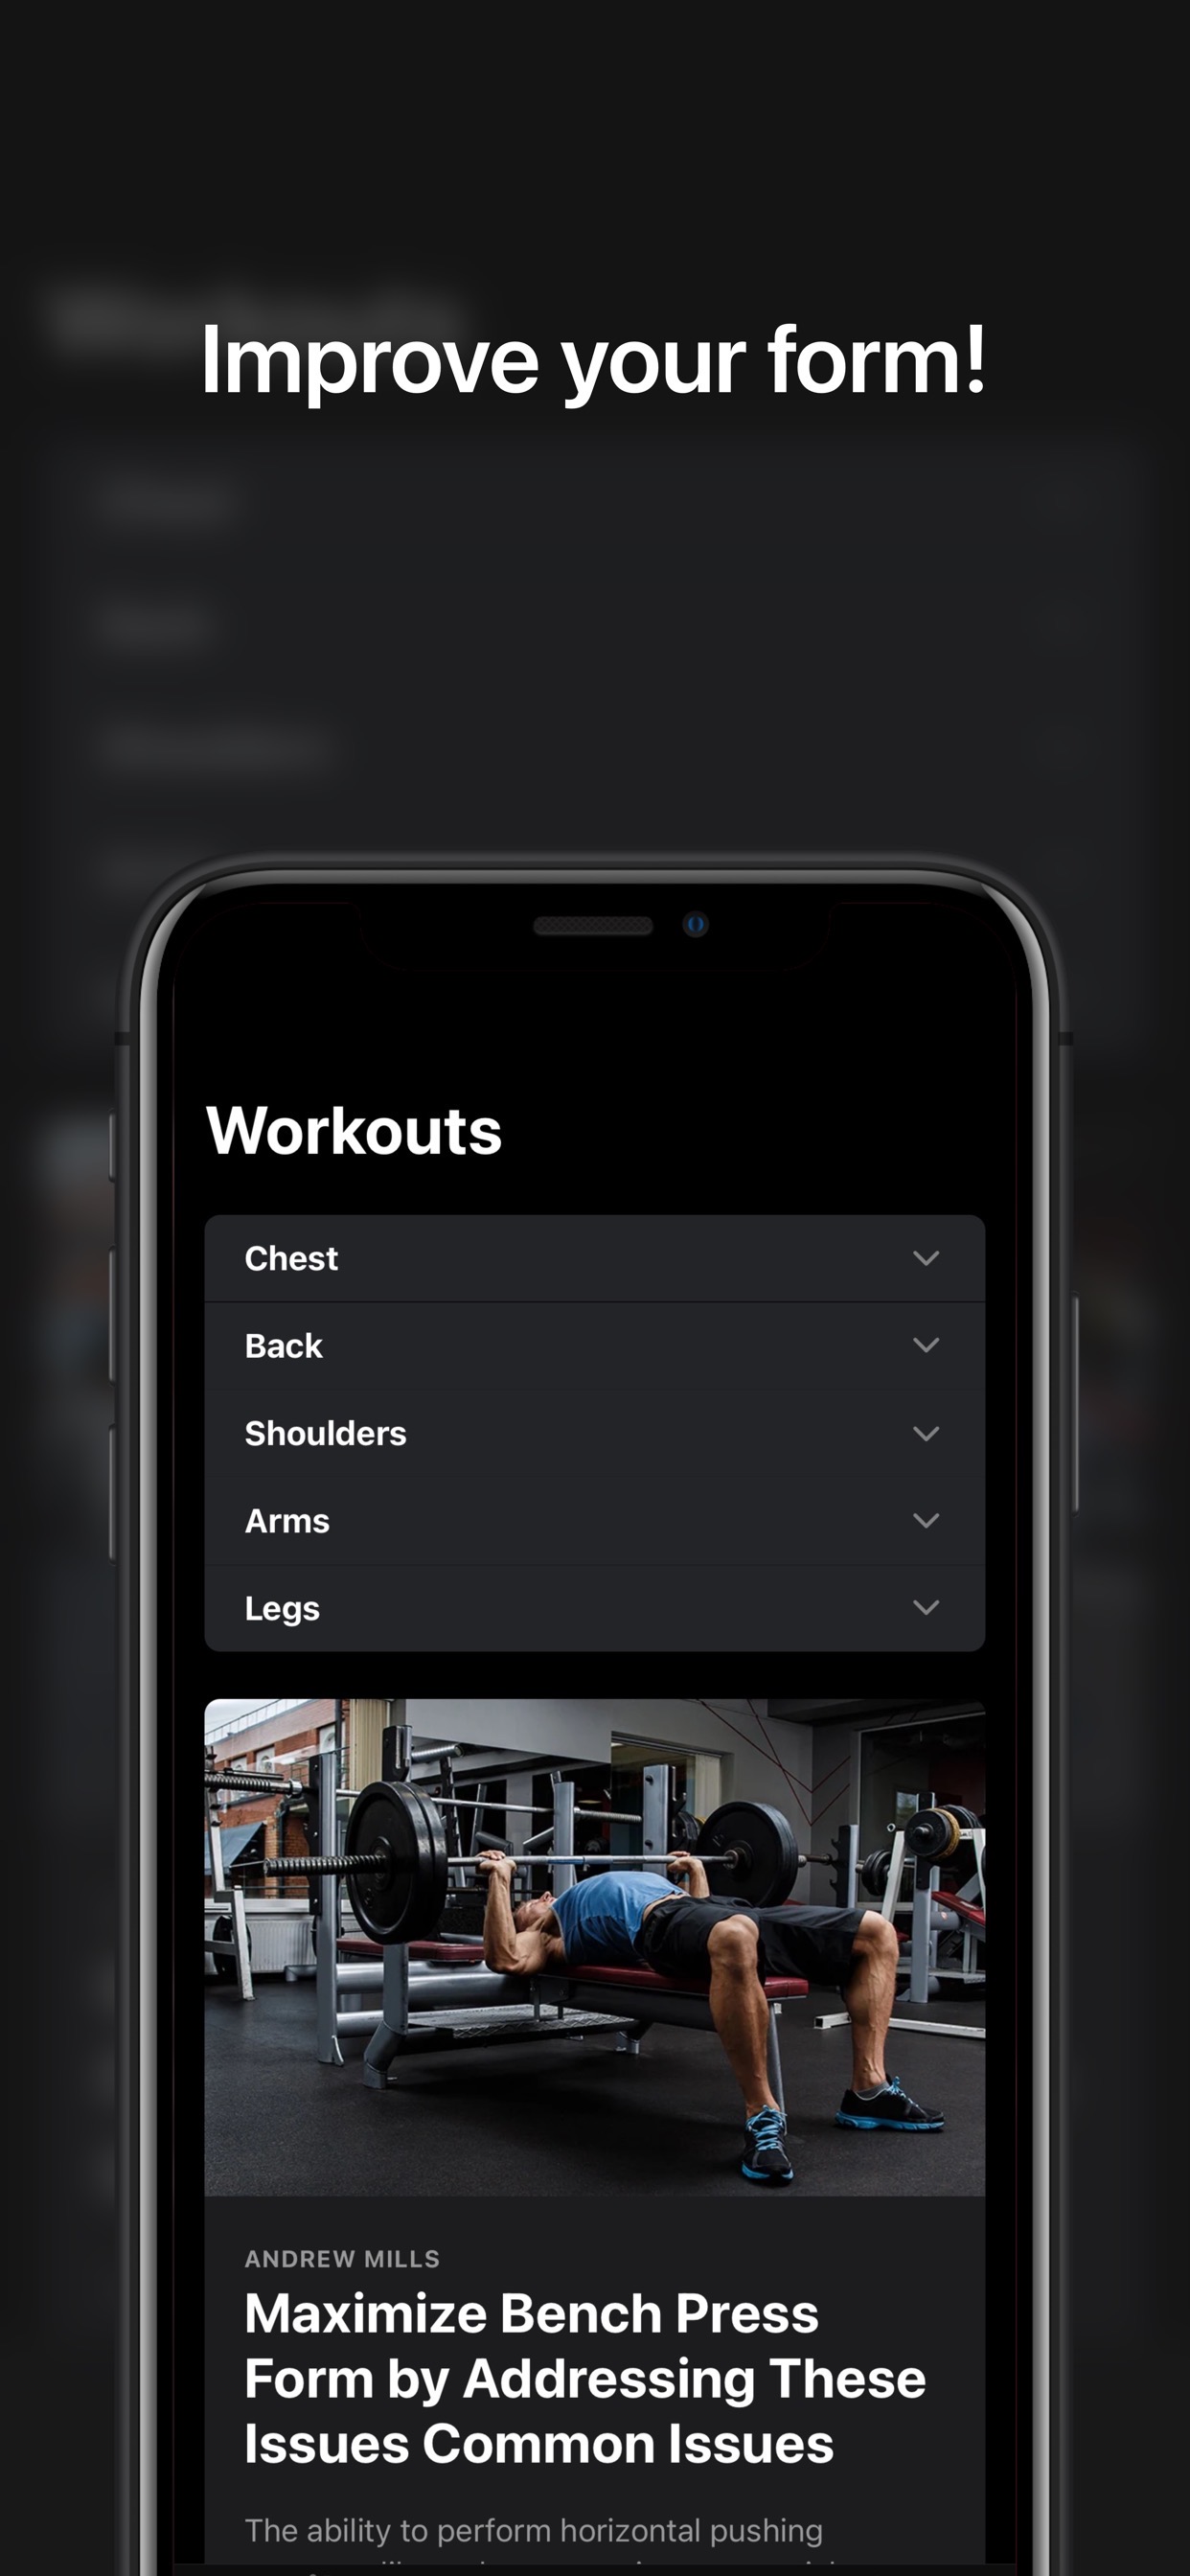 Improve your form!
Workouts
Chest
Back
Shoulders
Arms
Legs
ANDREW MILLS
Maximize Bench Press
Form by Addressing These
Issues Common Issues
The ability to perform horizontal pushing